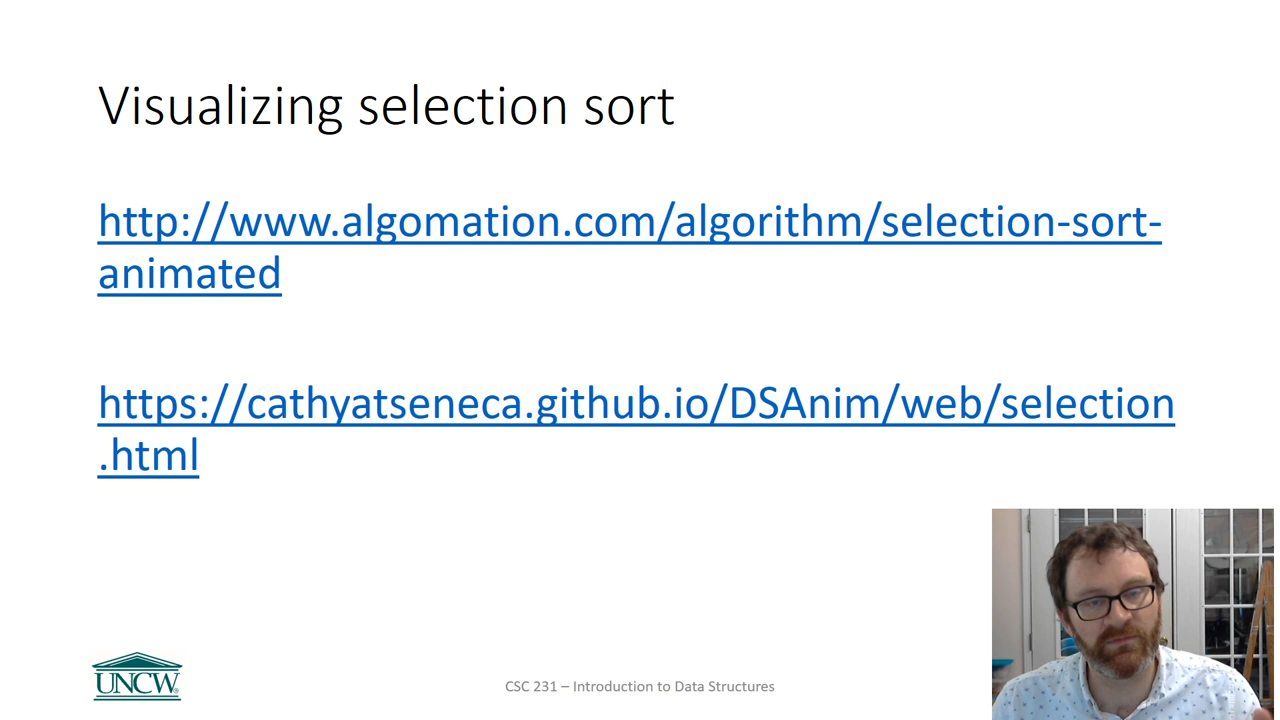 Visualizing selection sort
http://www.algomation.com/algorithm/selection-sort-
animated
https://cathyatseneca.github.io/DSAnim/web/selection
.html
UNCW
CSC 231 – Introduction to Data Structures